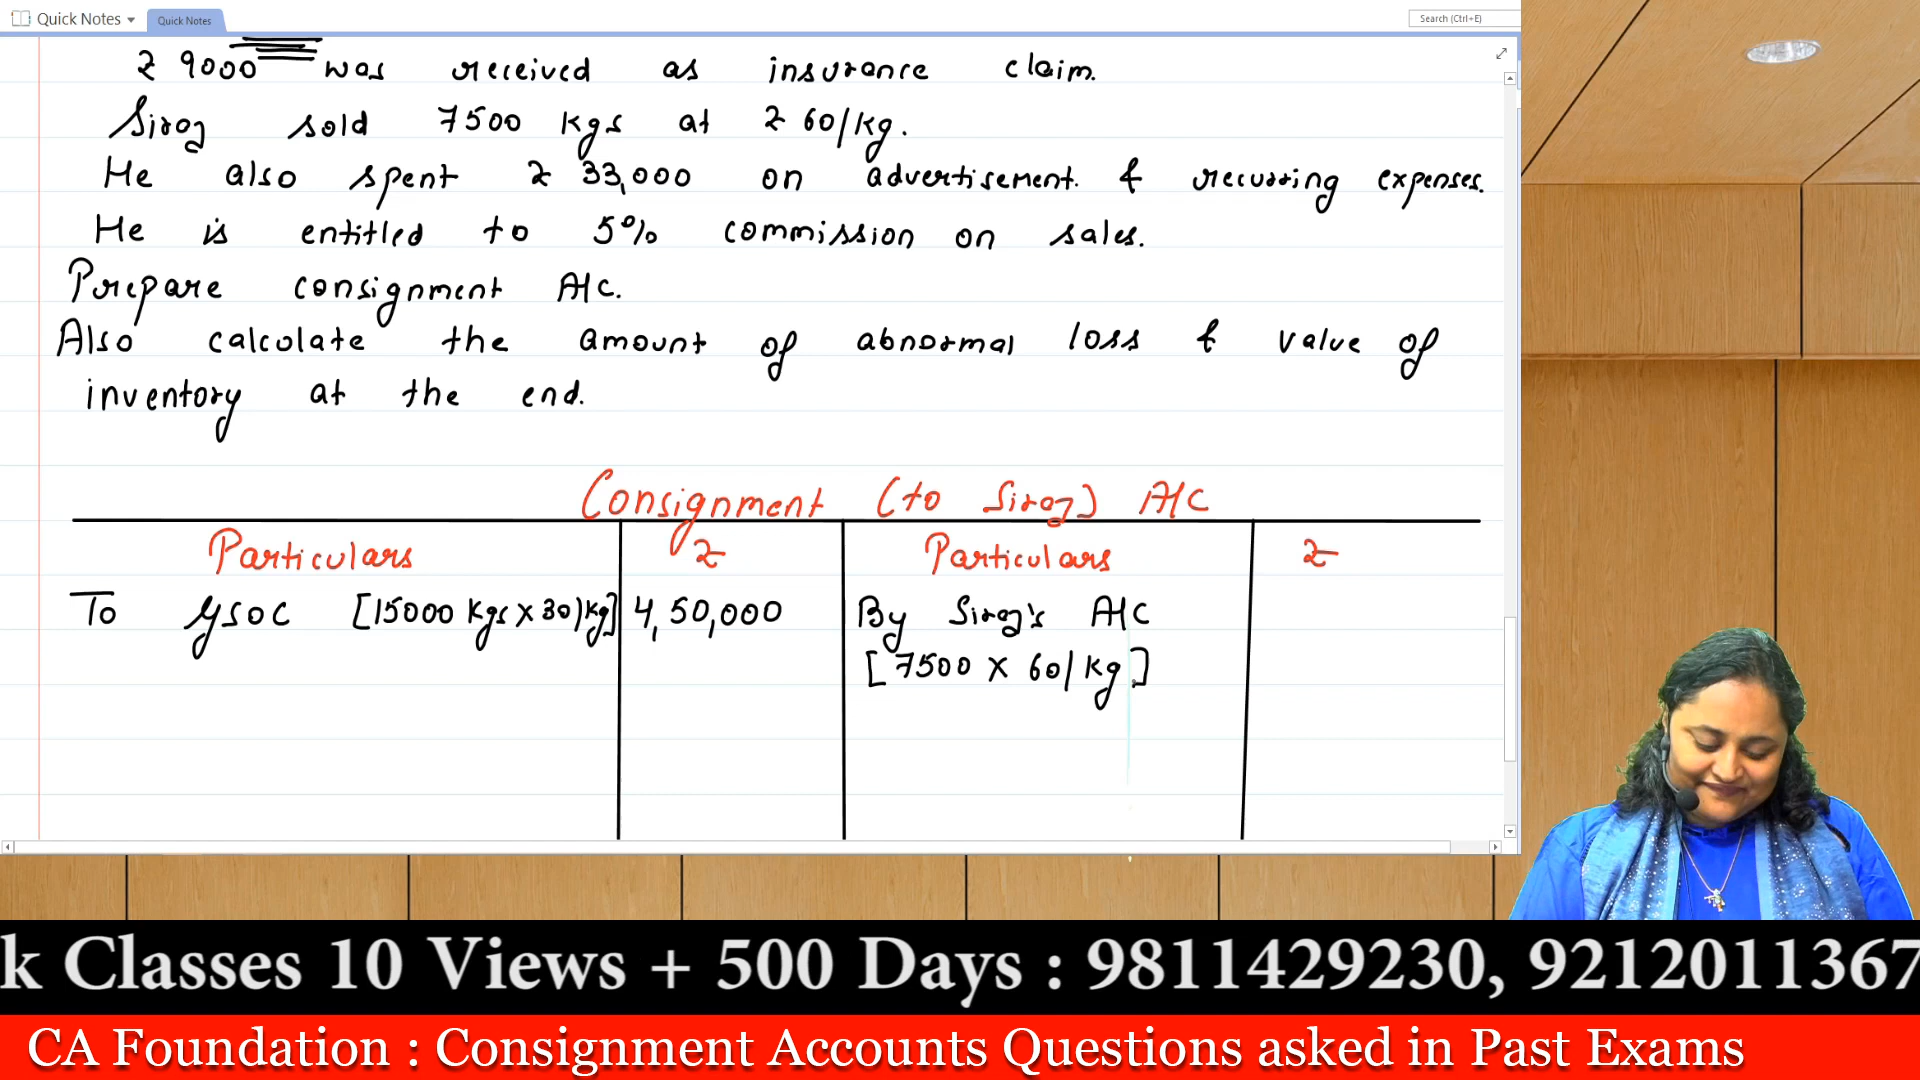 Quick Notes
Quick Notes
Search (Ctrl+E)
₹ 9000 was received as insurance claim.
Siraj sold 7500 kgs at ₹ 60/kg.
He also spent ₹ 33,000 on advertisement & recurring expenses.
He is entitled to 5% commission on sales.
Prepare consignment A/c.
Also calculate the amount of abnormal loss & value of
inventory at the end.
Consignment (to Siraj) A/C
Particulars ₹ Particulars ₹
To GSOC [15000 kgs x 30/kg] 4,50,000 By Siraj's A/C
[7500 x 60/kg]
k Classes 10 Views + 500 Days : 9811429230, 9212011367
CA Foundation : Consignment Accounts Questions asked in Past Exams